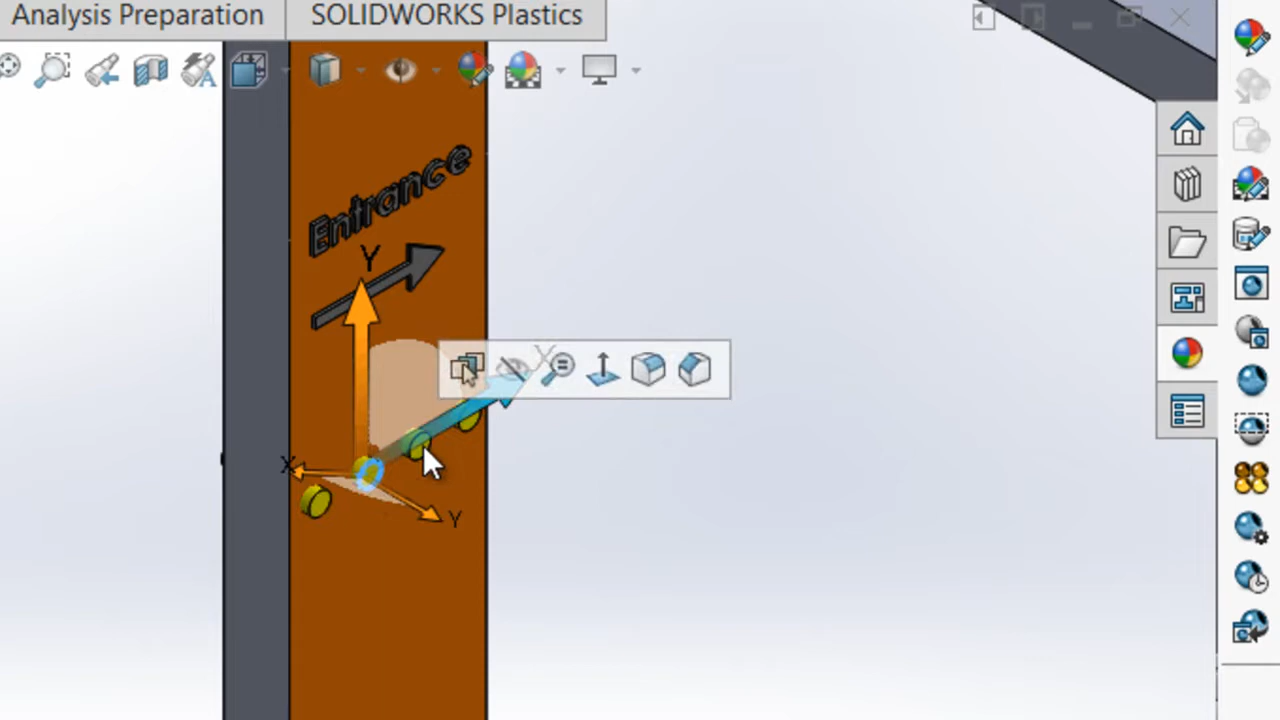 Analysis Preparation
SOLIDWORKS Plastics
A
Entrance
Y
X
X
Y